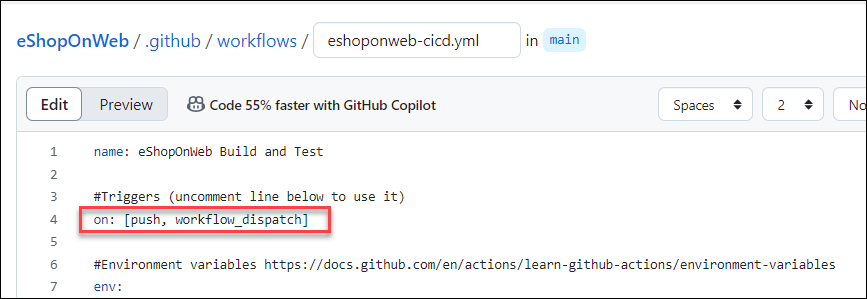 eShopOnWeb / .github / workflows / eshoponweb-cicd.yml in main
Edit Preview Code 55% faster with GitHub Copilot Spaces 2 No
1 name: eShopOnWeb Build and Test
2
3 #Triggers (uncomment line below to use it)
4 on: [push, workflow_dispatch]
5
6 #Environment variables https://docs.github.com/en/actions/learn-github-actions/environment-variables
7 env: